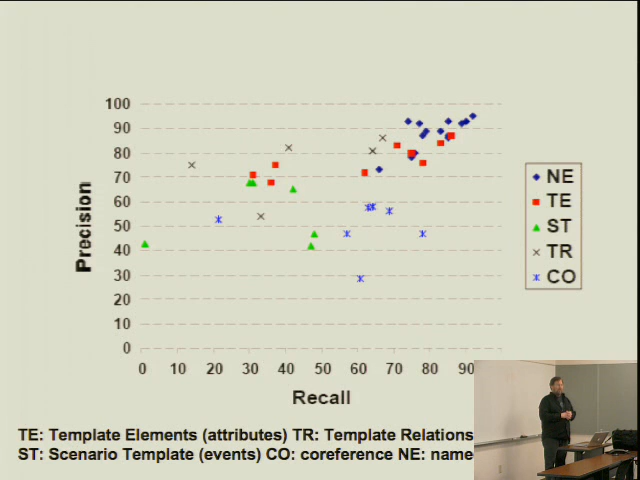 100
90
80
70
60
50
40
30
20
10
0
Precision
0 10 20 30 40 50 60 70 80 90
Recall
NE
TE
ST
TR
CO
TE: Template Elements (attributes) TR: Template Relations
ST: Scenario Template (events) CO: coreference NE: name